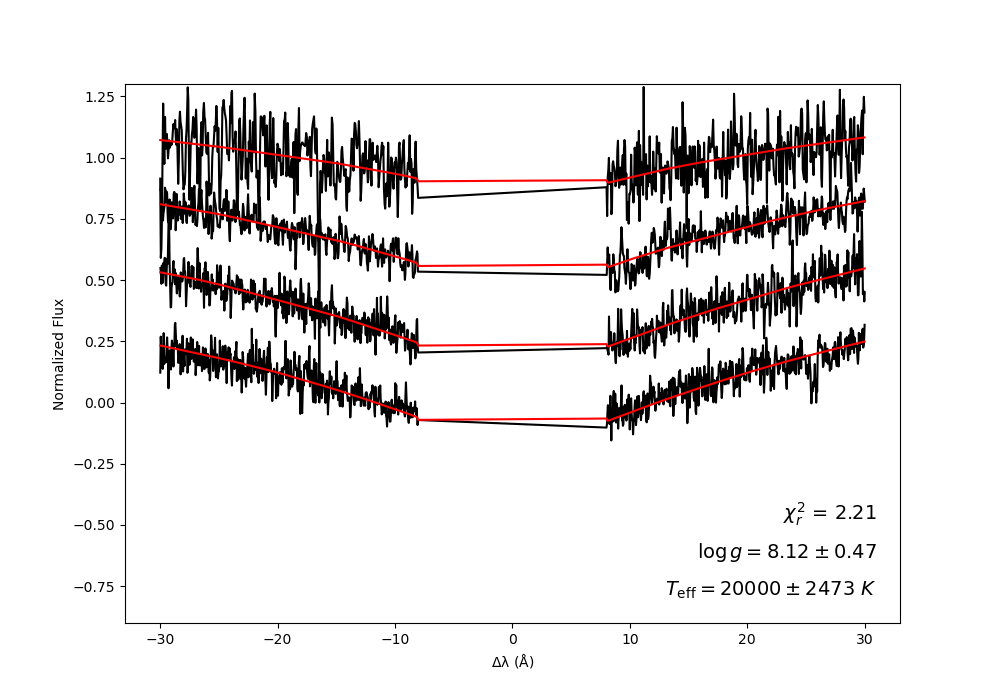 1.25
1.00
0.75
0.50
0.25
0.00
−0.25
−0.50
−0.75
Normalized Flux
χ²ᵣ = 2.21
log g = 8.12 ± 0.47
T_eff = 20000 ± 2473 K
−30 −20 −10 0 10 20 30
Δλ (Å)